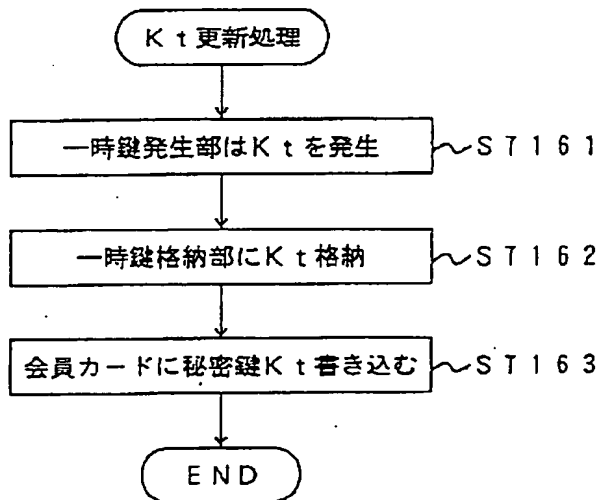 Kt更新処理
一時鍵発生部はKtを発生
ST161
一時鍵格納部にKt格納
ST162
会員カードに秘密鍵Kt書き込む
ST163
END